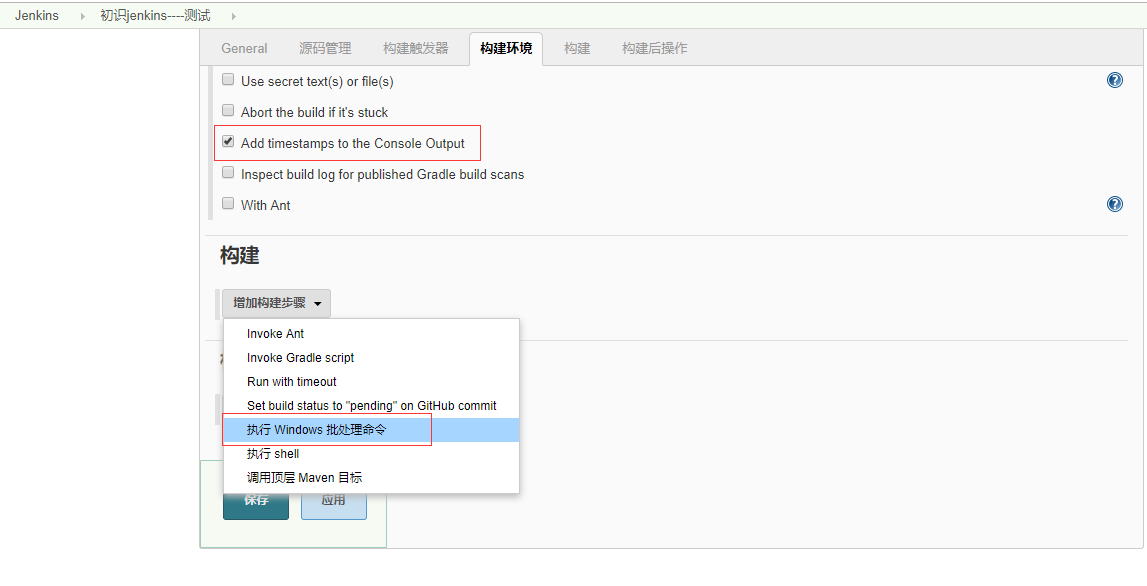 Jenkins 初识jenkins----测试
General 源码管理 构建触发器 构建环境 构建 构建后操作
Use secret text(s) or file(s)
Abort the build if it's stuck
Add timestamps to the Console Output
Inspect build log for published Gradle build scans
With Ant
构建
增加构建步骤
Invoke Ant
Invoke Gradle script
Run with timeout
Set build status to "pending" on GitHub commit
执行 Windows 批处理命令
执行 shell
调用顶层 Maven 目标
保存 应用